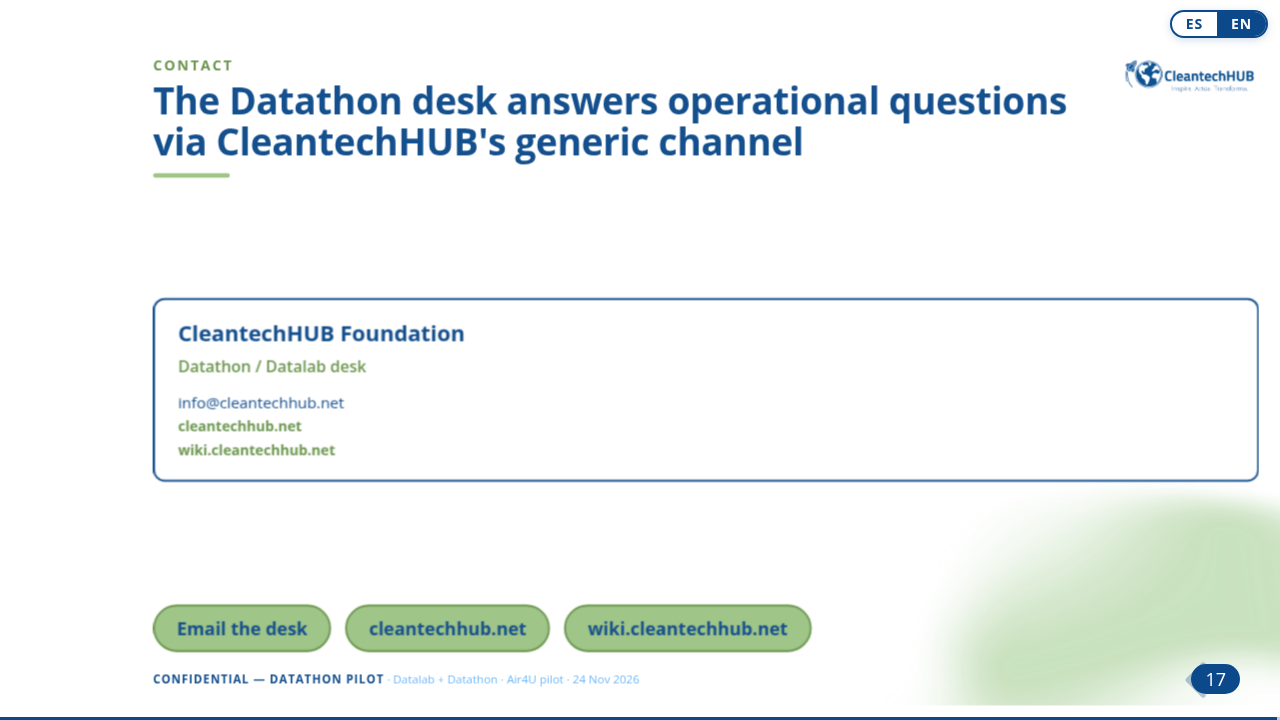 ES EN
CONTACT
CleantechHUB
The Datathon desk answers operational questions
via CleantechHUB's generic channel
CleantechHUB Foundation
Datathon / Datalab desk
info@cleantechhub.net
cleantechhub.net
wiki.cleantechhub.net
Email the desk
cleantechhub.net
wiki.cleantechhub.net
CONFIDENTIAL — DATATHON PILOT · Datalab + Datathon · Air4U pilot · 24 Nov 2026
17